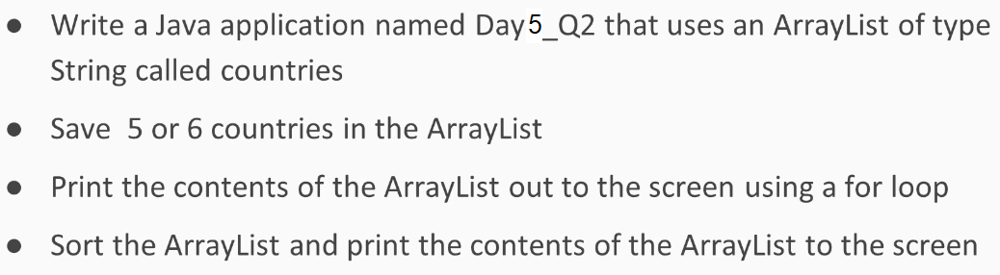 ● Write a Java application named Day5_Q2 that uses an ArrayList of type
String called countries
● Save  5 or 6 countries in the ArrayList
● Print the contents of the ArrayList out to the screen using a for loop
● Sort the ArrayList and print the contents of the ArrayList to the screen